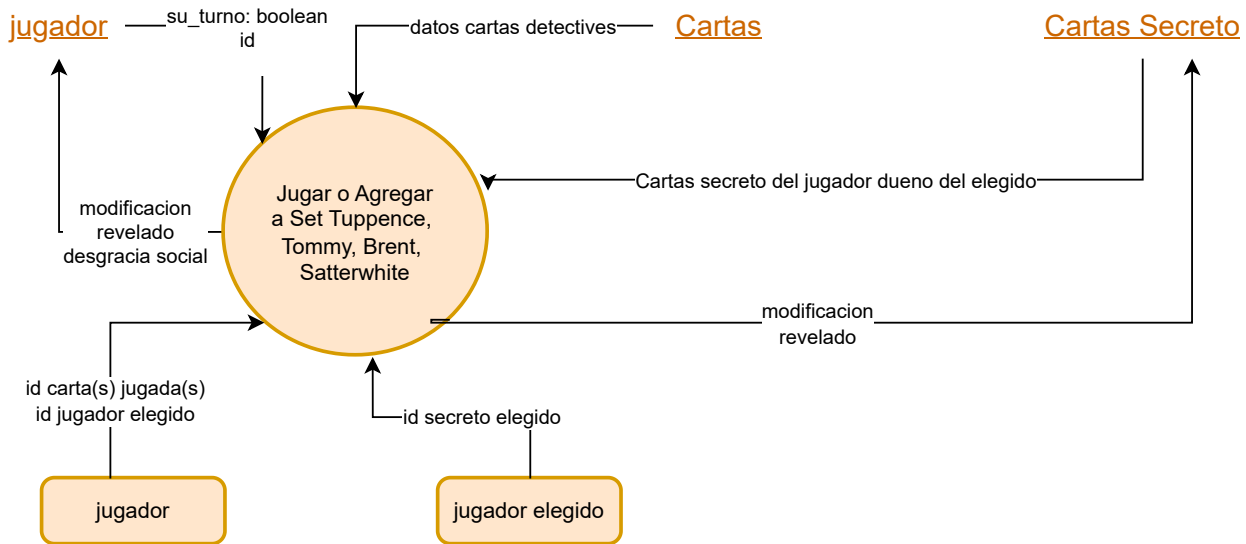 jugador
su_turno: boolean
id
datos cartas detectives
Cartas
Cartas Secreto
Jugar o Agregar
a Set Tuppence,
Tommy, Brent,
Satterwhite
Cartas secreto del jugador dueno del elegido
modificacion
revelado
desgracia social
modificacion
revelado
id carta(s) jugada(s)
id jugador elegido
id secreto elegido
jugador
jugador elegido